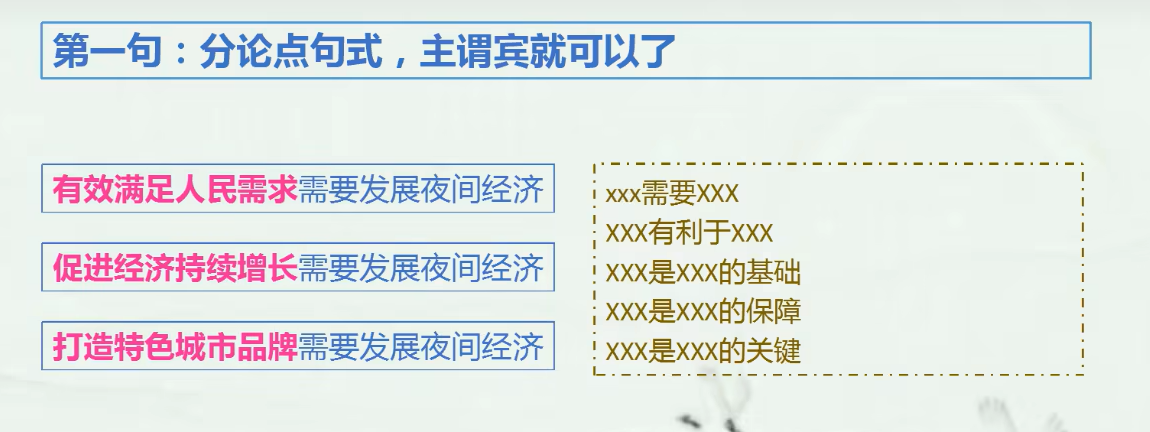 第一句：分论点句式，主谓宾就可以了
有效满足人民需求需要发展夜间经济
促进经济持续增长需要发展夜间经济
打造特色城市品牌需要发展夜间经济
xxx需要XXX
XXX有利于XXX
XXX是XXX的基础
XXX是XXX的保障
XXX是XXX的关键